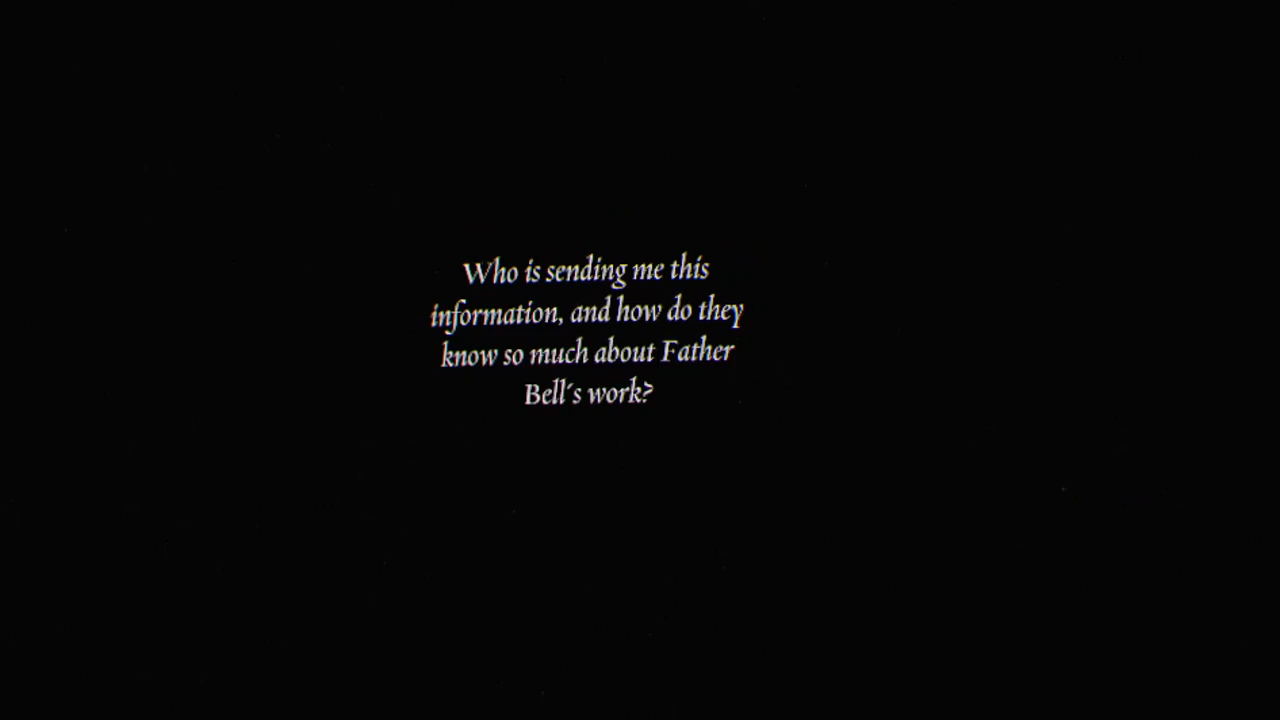 Who is sending me this
information, and how do they
know so much about Father
Bell´s work?